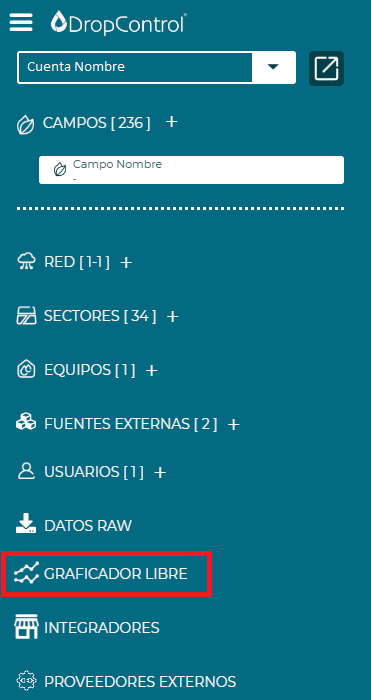 DropControl
Cuenta Nombre
CAMPOS [ 236 ] +
Campo Nombre
-
RED [ 1-1 ] +
SECTORES [ 34 ] +
EQUIPOS [ 1 ] +
FUENTES EXTERNAS [ 2 ] +
USUARIOS [ 1 ] +
DATOS RAW
GRAFICADOR LIBRE
INTEGRADORES
PROVEEDORES EXTERNOS